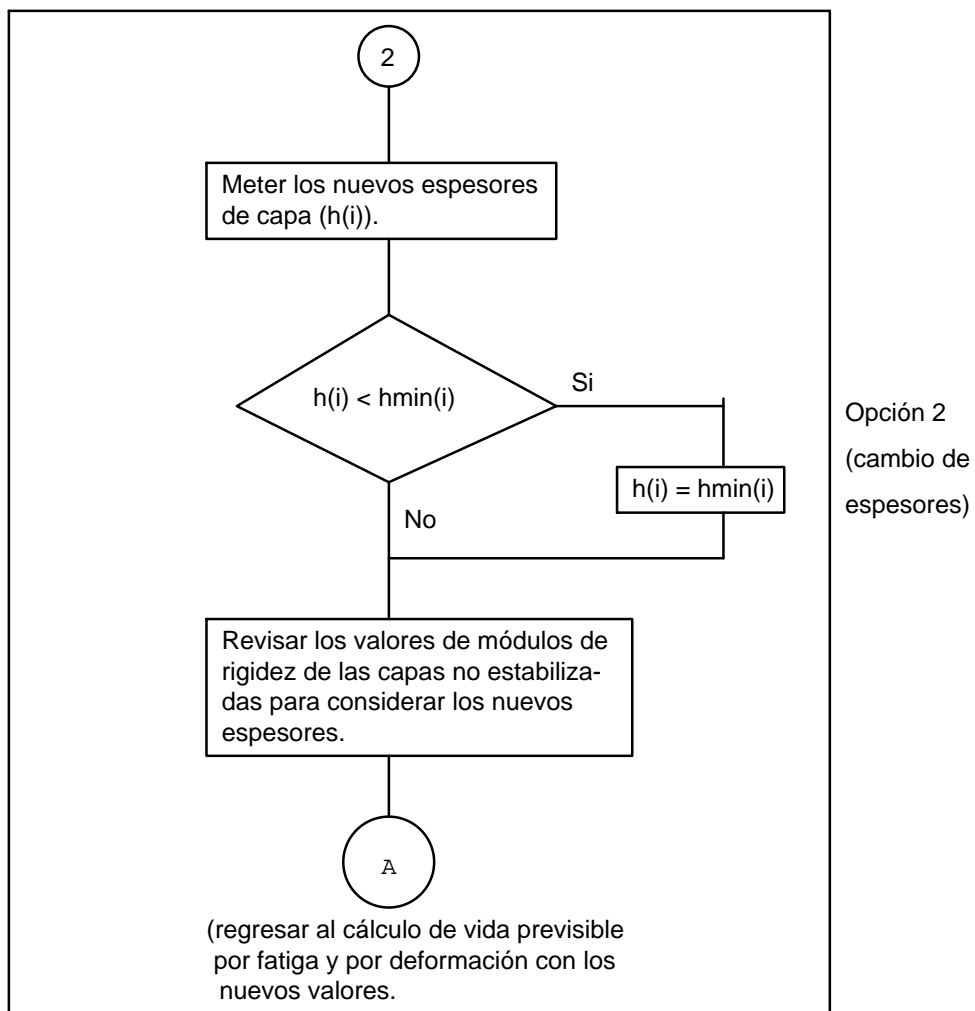 2
Meter los nuevos espesores
de capa (h(i)).
h(i) < hmin(i)
Si
h(i) = hmin(i)
No
Opción 2
(cambio de
espesores)
Revisar los valores de módulos de
rigidez de las capas no estabiliza-
das para considerar los nuevos
espesores.
A
(regresar al cálculo de vida previsible
por fatiga y por deformación con los
nuevos valores.